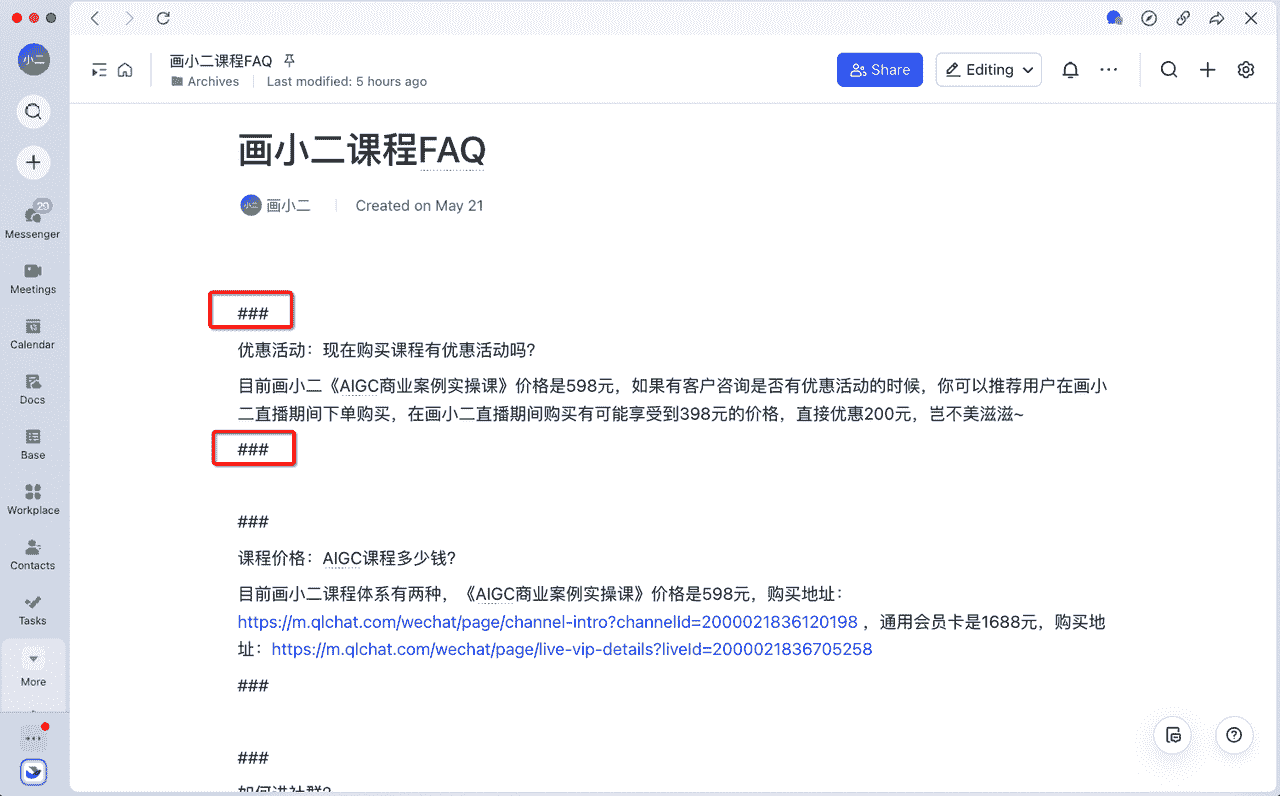 小二
画小二课程FAQ
Archives
Last modified: 5 hours ago
Share
Editing
29
Messenger
Meetings
Calendar
Docs
Base
Workplace
Contacts
Tasks
More
画小二课程FAQ
小二
画小二
Created on May 21
###
优惠活动：现在购买课程有优惠活动吗？
目前画小二《AIGC商业案例实操课》价格是598元，如果有客户咨询是否有优惠活动的时候，你可以推荐用户在画小
二直播期间下单购买，在画小二直播期间购买有可能享受到398元的价格，直接优惠200元，岂不美滋滋~
###
###
课程价格：AIGC课程多少钱？
目前画小二课程体系有两种，《AIGC商业案例实操课》价格是598元，购买地址：
https://m.qlchat.com/wechat/page/channel-intro?channelId=2000021836120198 ，通用会员卡是1688元，购买地
址：https://m.qlchat.com/wechat/page/live-vip-details?liveId=2000021836705258
###
###
如何进社群？